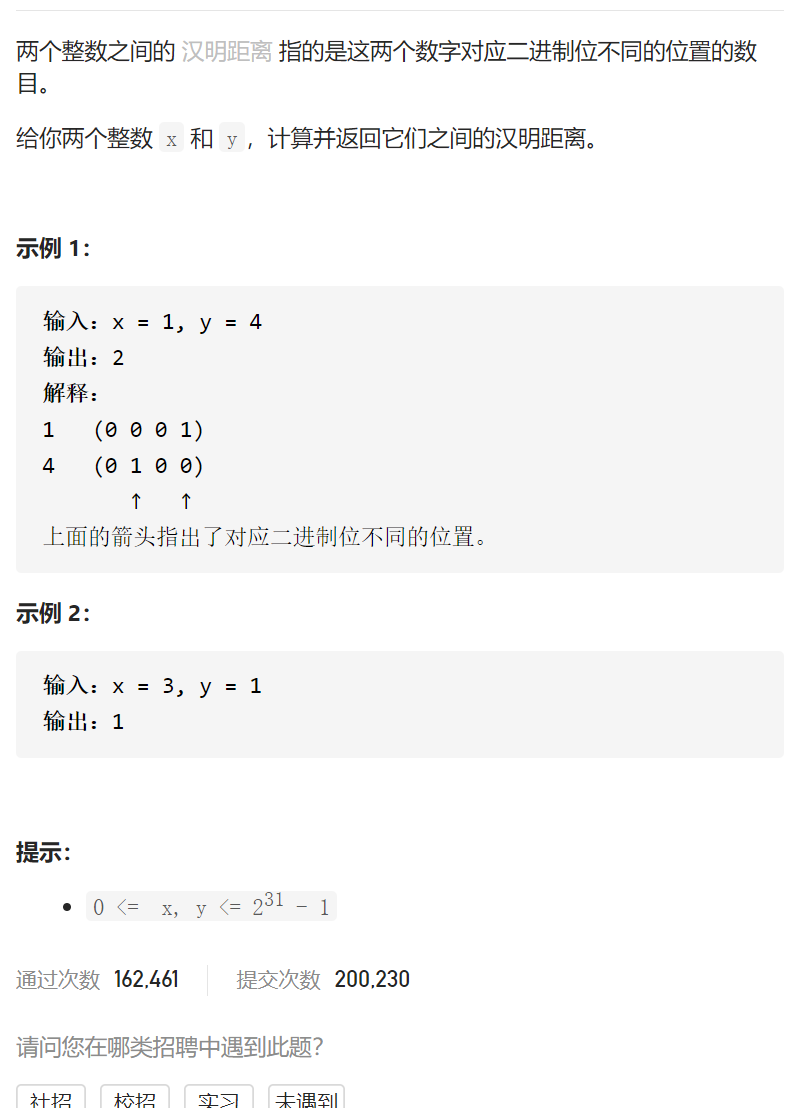 两个整数之间的 汉明距离 指的是这两个数字对应二进制位不同的位置的数
目。
给你两个整数 x 和 y，计算并返回它们之间的汉明距离。
示例 1：
输入：x = 1, y = 4
输出：2
解释：
1   (0 0 0 1)
4   (0 1 0 0)
       ↑   ↑
上面的箭头指出了对应二进制位不同的位置。
示例 2：
输入：x = 3, y = 1
输出：1
提示：
• 0 <=  x, y <= 2³¹ - 1
通过次数 162,461 提交次数 200,230
请问您在哪类招聘中遇到此题？
社招 校招 实习 未遇到